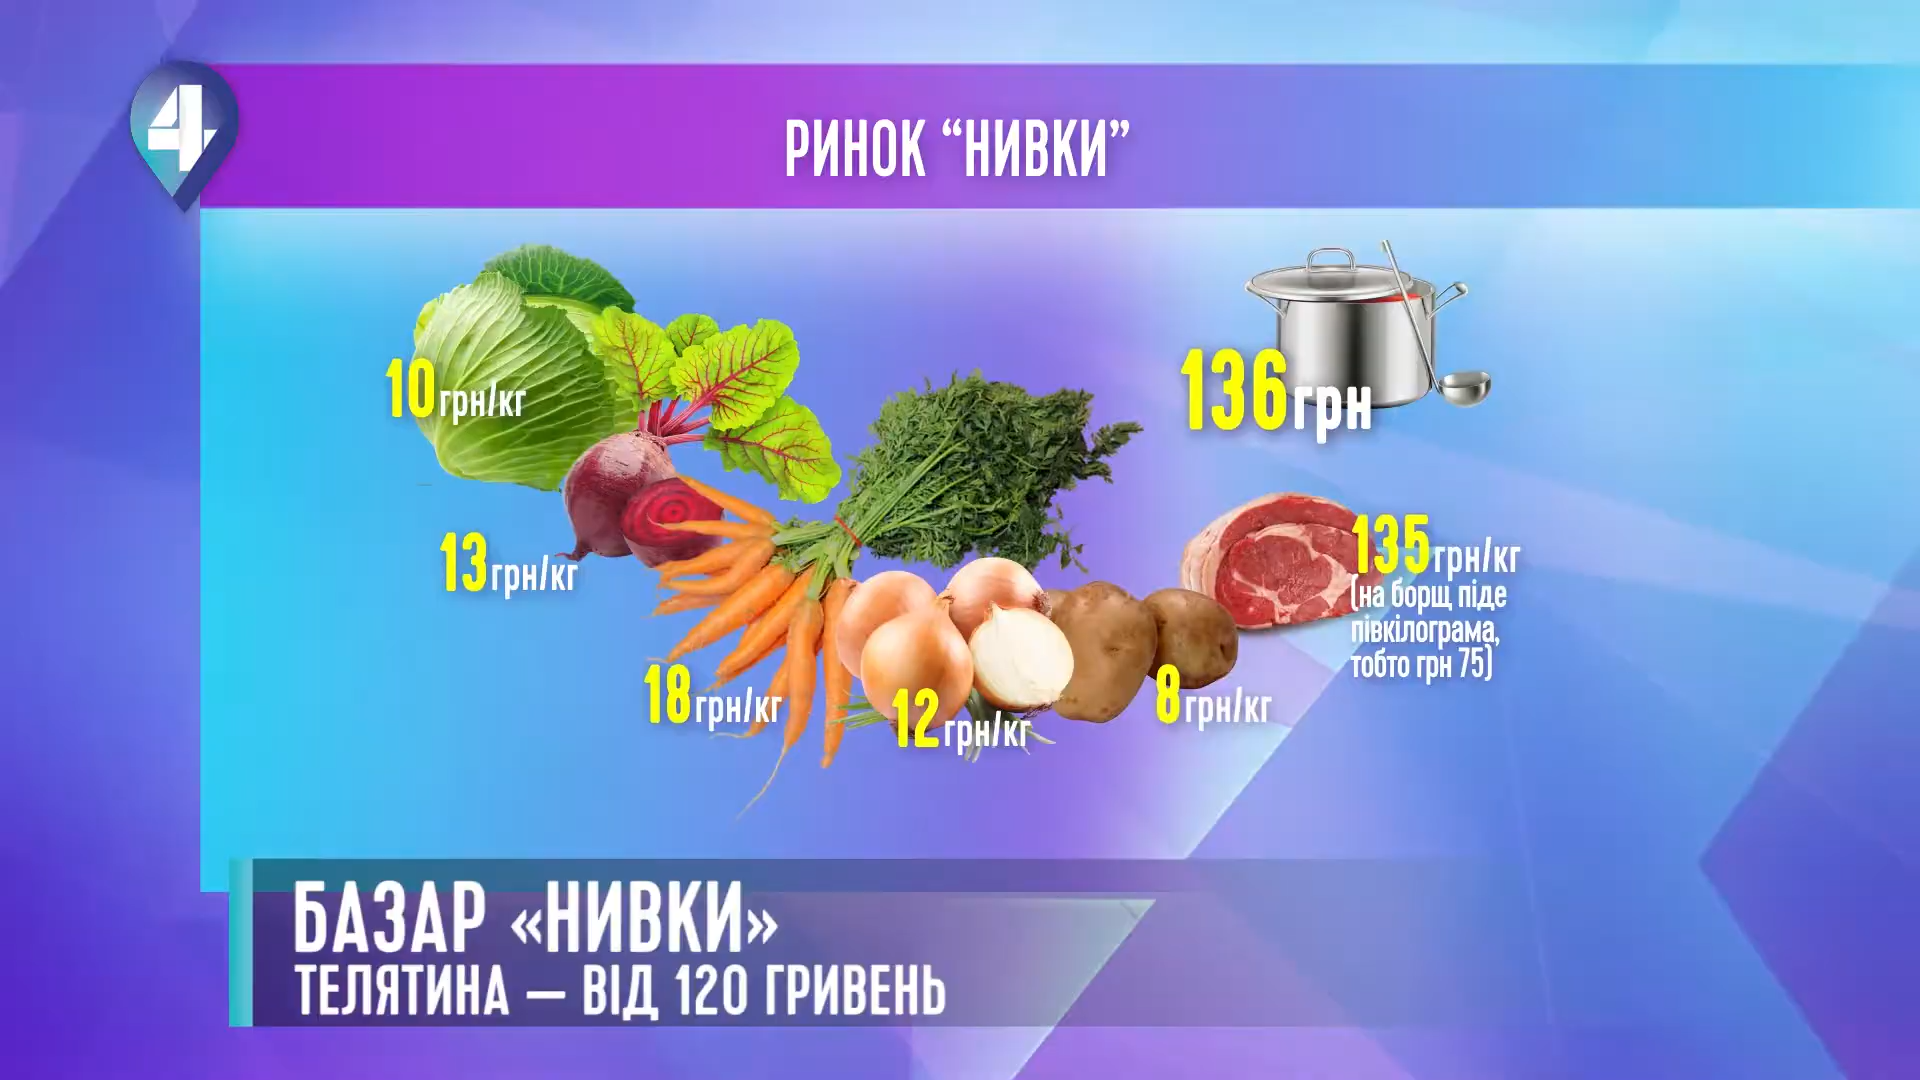 4
РИНОК “НИВКИ”
10грн/кг
136грн
13грн/кг
135грн/кг
(на борщ піде
півкілограма,
тобто грн 75)
18грн/кг
12грн/кг
8грн/кг
БАЗАР «НИВКИ»
ТЕЛЯТИНА – ВІД 120 ГРИВЕНЬ